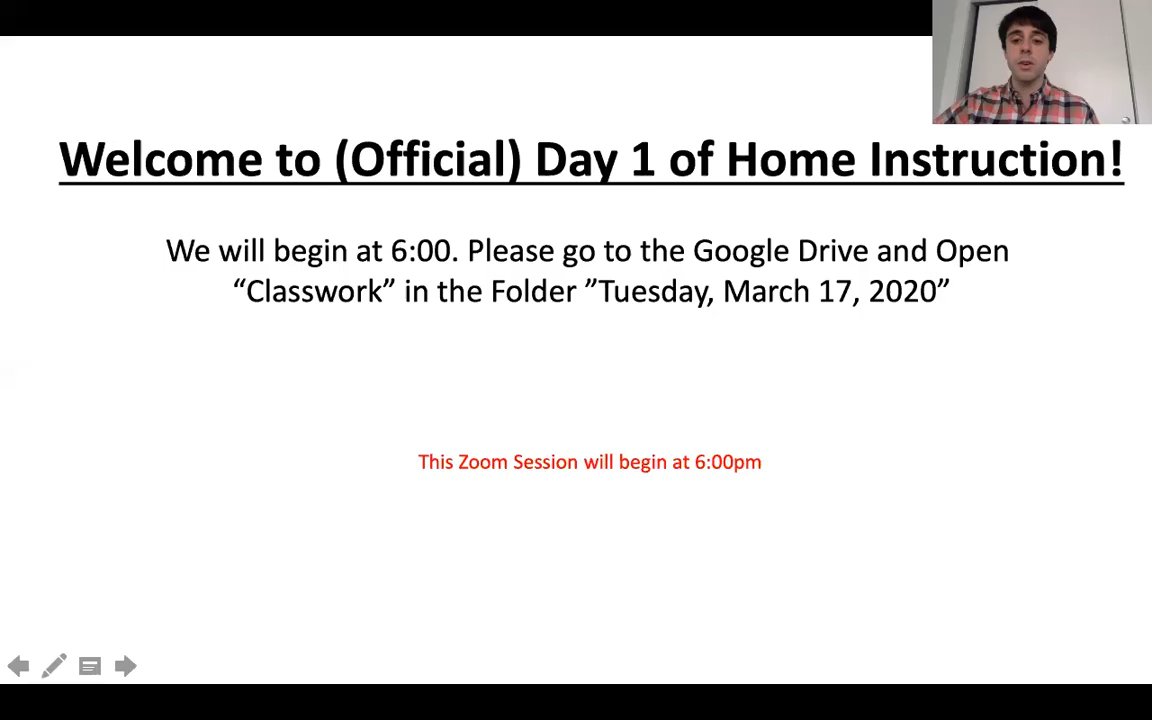 Welcome to (Official) Day 1 of Home Instruction!
We will begin at 6:00. Please go to the Google Drive and Open
“Classwork” in the Folder ”Tuesday, March 17, 2020”
This Zoom Session will begin at 6:00pm